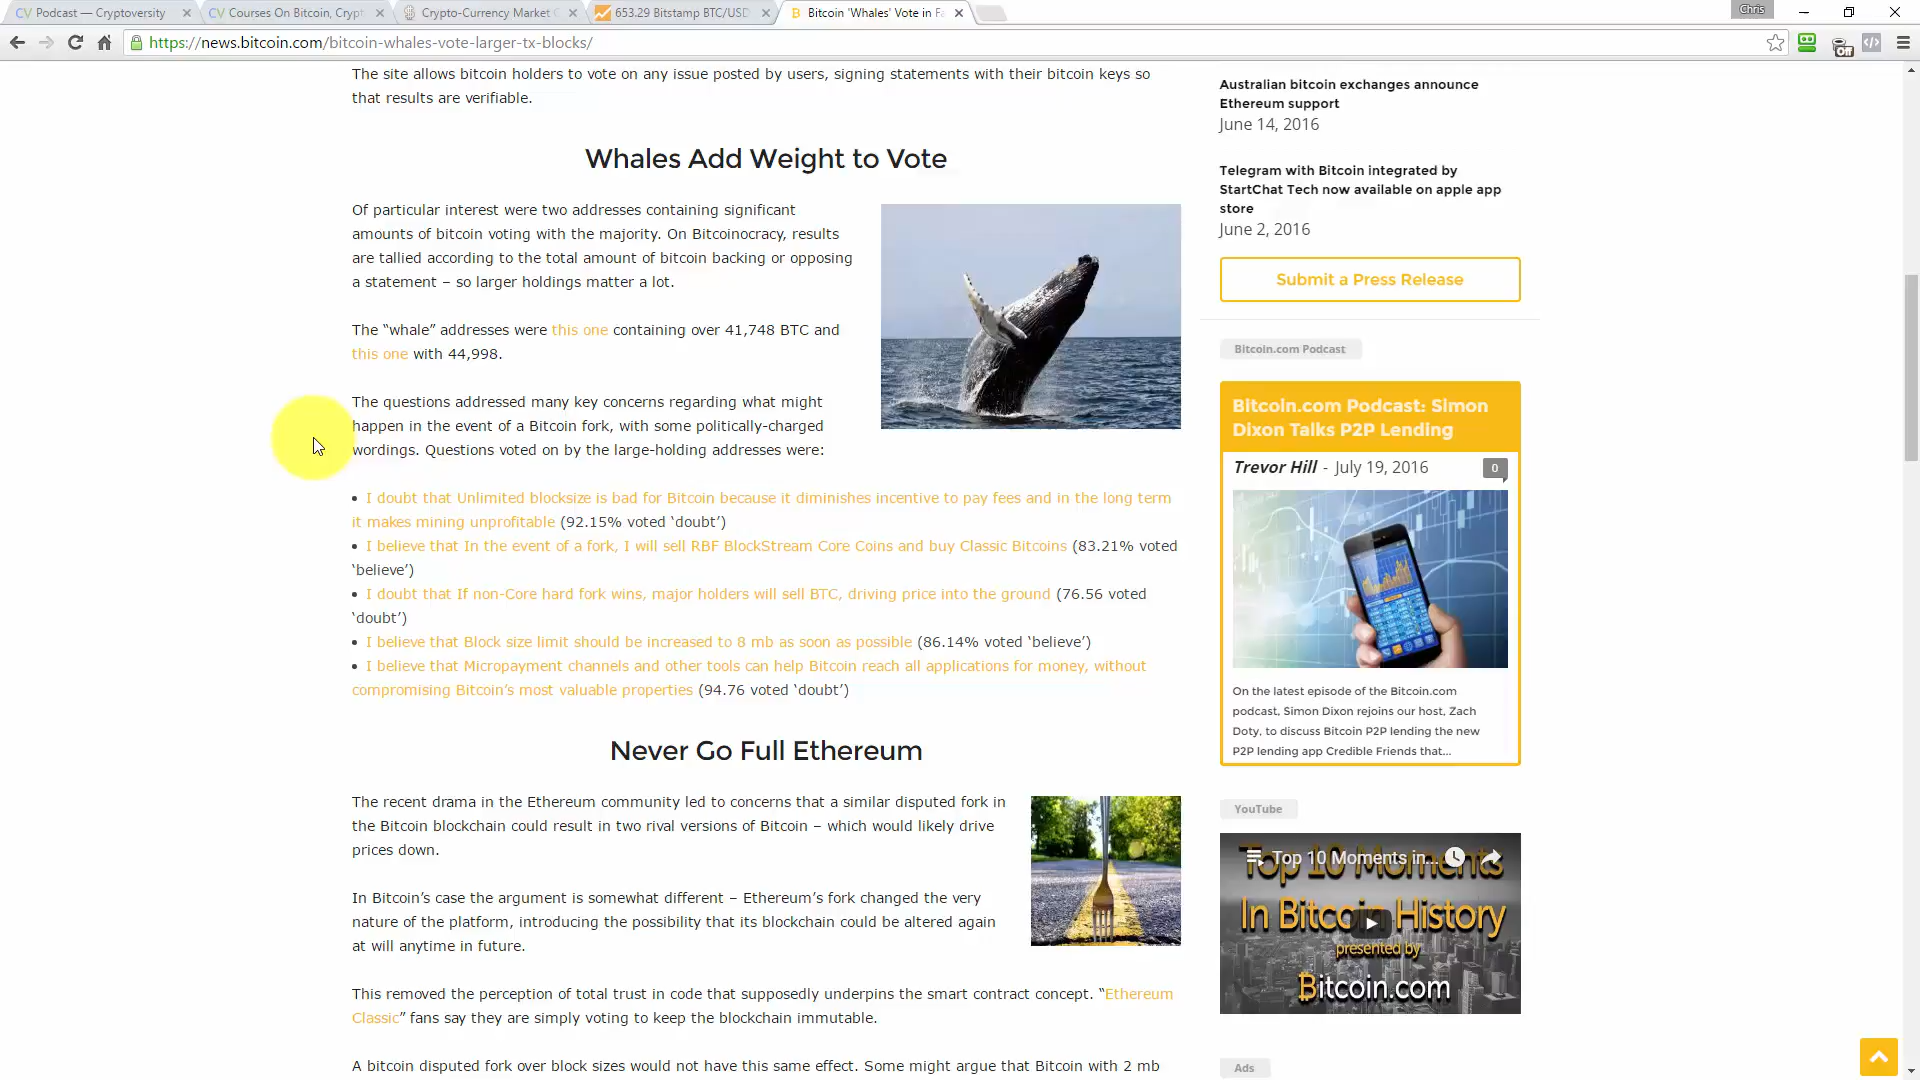 CV Podcast — Cryptoversity
CV Courses On Bitcoin, Crypt
Crypto-Currency Market C
653.29 Bitstamp BTC/USD
Bitcoin 'Whales' Vote in Fa
Chris
https://news.bitcoin.com/bitcoin-whales-vote-larger-tx-blocks/
Off
The site allows bitcoin holders to vote on any issue posted by users, signing statements with their bitcoin keys so
that results are verifiable.
Whales Add Weight to Vote
Of particular interest were two addresses containing significant
amounts of bitcoin voting with the majority. On Bitcoinocracy, results
are tallied according to the total amount of bitcoin backing or opposing
a statement – so larger holdings matter a lot.
The “whale” addresses were this one containing over 41,748 BTC and
this one with 44,998.
The questions addressed many key concerns regarding what might
happen in the event of a Bitcoin fork, with some politically-charged
wordings. Questions voted on by the large-holding addresses were:
• I doubt that Unlimited blocksize is bad for Bitcoin because it diminishes incentive to pay fees and in the long term
it makes mining unprofitable (92.15% voted ‘doubt’)
• I believe that In the event of a fork, I will sell RBF BlockStream Core Coins and buy Classic Bitcoins (83.21% voted
‘believe’)
• I doubt that If non-Core hard fork wins, major holders will sell BTC, driving price into the ground (76.56 voted
‘doubt’)
• I believe that Block size limit should be increased to 8 mb as soon as possible (86.14% voted ‘believe’)
• I believe that Micropayment channels and other tools can help Bitcoin reach all applications for money, without
compromising Bitcoin’s most valuable properties (94.76 voted ‘doubt’)
Never Go Full Ethereum
The recent drama in the Ethereum community led to concerns that a similar disputed fork in
the Bitcoin blockchain could result in two rival versions of Bitcoin – which would likely drive
prices down.
In Bitcoin’s case the argument is somewhat different – Ethereum’s fork changed the very
nature of the platform, introducing the possibility that its blockchain could be altered again
at will anytime in future.
This removed the perception of total trust in code that supposedly underpins the smart contract concept. “Ethereum
Classic” fans say they are simply voting to keep the blockchain immutable.
A bitcoin disputed fork over block sizes would not have this same effect. Some might argue that Bitcoin with 2 mb
Australian bitcoin exchanges announce
Ethereum support
June 14, 2016
Telegram with Bitcoin integrated by
StartChat Tech now available on apple app
store
June 2, 2016
Submit a Press Release
Bitcoin.com Podcast
Bitcoin.com Podcast: Simon
Dixon Talks P2P Lending
Trevor Hill - July 19, 2016
0
On the latest episode of the Bitcoin.com
podcast, Simon Dixon rejoins our host, Zach
Doty, to discuss Bitcoin P2P lending the new
P2P lending app Credible Friends that...
YouTube
Top 10 Moments in...
Top 10 Moments
In Bitcoin History
presented by
Bitcoin.com
Ads